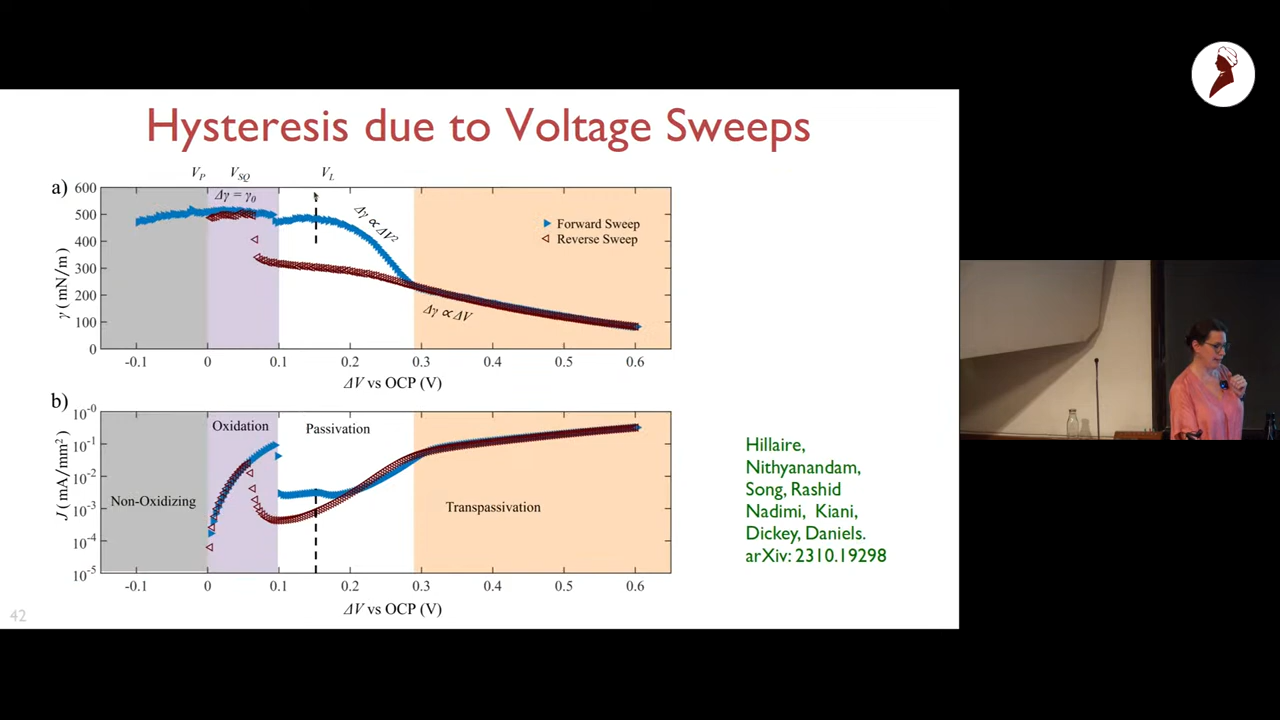 Hysteresis due to Voltage Sweeps
V_P V_SQ V_L
a)
Δγ = γ₀
Δγ ∝ ΔV²
Δγ ∝ ΔV
Forward Sweep
Reverse Sweep
600
500
400
300
200
100
0
γ (mN/m)
-0.1 0 0.1 0.2 0.3 0.4 0.5 0.6
ΔV vs OCP (V)
b)
10⁻⁰
10⁻¹
10⁻²
10⁻³
10⁻⁴
10⁻⁵
J (mA/mm²)
Non-Oxidizing
Oxidation
Passivation
Transpassivation
-0.1 0 0.1 0.2 0.3 0.4 0.5 0.6
ΔV vs OCP (V)
Hillaire,
Nithyanandam,
Song, Rashid
Nadimi, Kiani,
Dickey, Daniels.
arXiv: 2310.19298
42